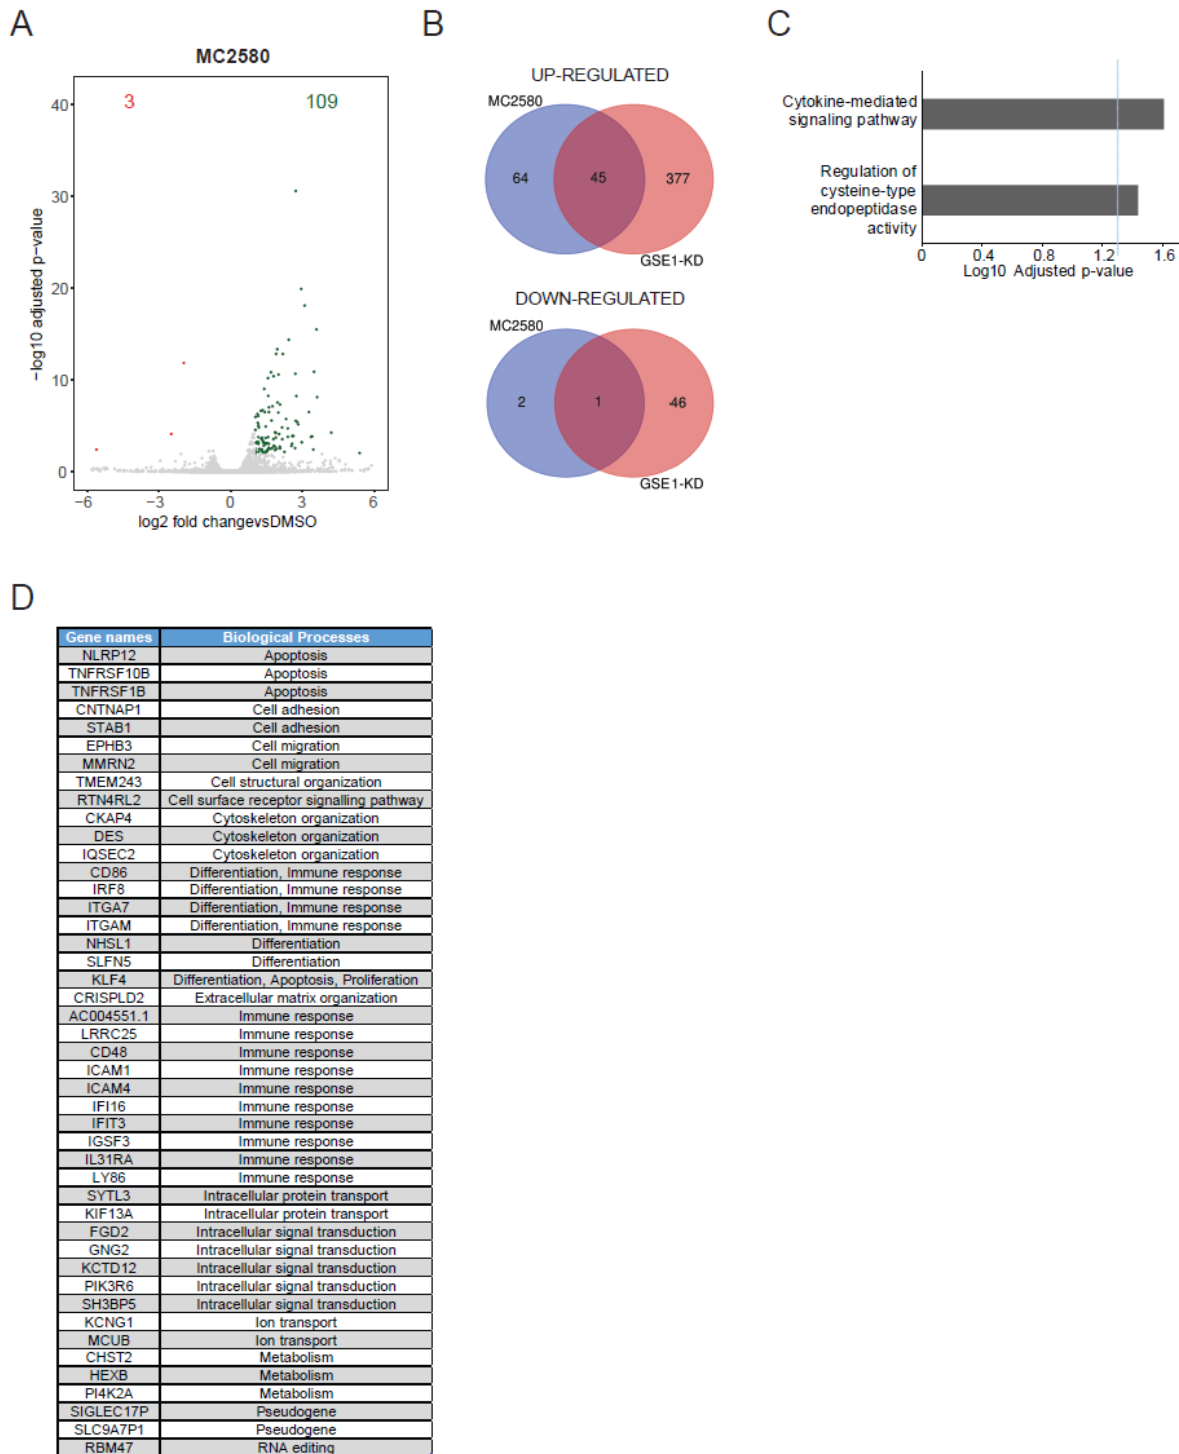 A
MC2580
3
109
40
30
20
10
0
−log10 adjusted p−value
−6
−3
0
3
6
log2 fold changevsDMSO
B
UP-REGULATED
MC2580
64
45
377
GSE1-KD
DOWN-REGULATED
MC2580
2
1
46
GSE1-KD
C
Cytokine-mediated
signaling pathway
Regulation of
cysteine-type
endopeptidase
activity
0
0.4
0.8
1.2
1.6
Log10 Adjusted p-value
D
Gene names Biological Processes
NLRP12 Apoptosis
TNFRSF10B Apoptosis
TNFRSF1B Apoptosis
CNTNAP1 Cell adhesion
STAB1 Cell adhesion
EPHB3 Cell migration
MMRN2 Cell migration
TMEM243 Cell structural organization
RTN4RL2 Cell surface receptor signalling pathway
CKAP4 Cytoskeleton organization
DES Cytoskeleton organization
IQSEC2 Cytoskeleton organization
CD86 Differentiation, Immune response
IRF8 Differentiation, Immune response
ITGA7 Differentiation, Immune response
ITGAM Differentiation, Immune response
NHSL1 Differentiation
SLFN5 Differentiation
KLF4 Differentiation, Apoptosis, Proliferation
CRISPLD2 Extracellular matrix organization
AC004551.1 Immune response
LRRC25 Immune response
CD48 Immune response
ICAM1 Immune response
ICAM4 Immune response
IFI16 Immune response
IFIT3 Immune response
IGSF3 Immune response
IL31RA Immune response
LY86 Immune response
SYTL3 Intracellular protein transport
KIF13A Intracellular protein transport
FGD2 Intracellular signal transduction
GNG2 Intracellular signal transduction
KCTD12 Intracellular signal transduction
PIK3R6 Intracellular signal transduction
SH3BP5 Intracellular signal transduction
KCNG1 Ion transport
MCUB Ion transport
CHST2 Metabolism
HEXB Metabolism
PI4K2A Metabolism
SIGLEC17P Pseudogene
SLC9A7P1 Pseudogene
RBM47 RNA editing